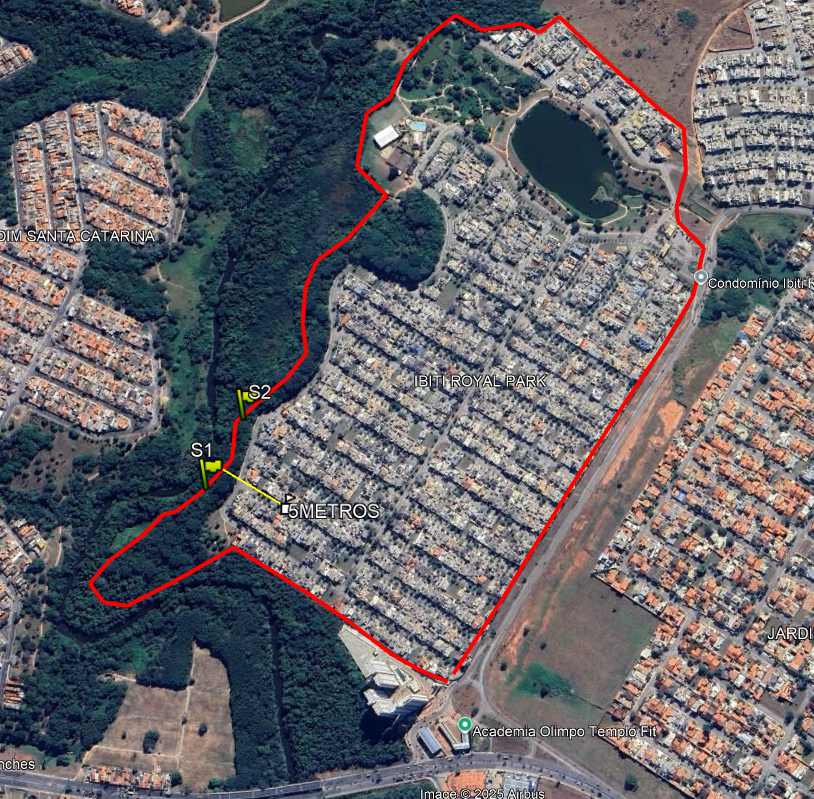 DIM SANTA CATARINA
Condomínio Ibiti R
IBITI ROYAL PARK
S2
S1
5METROS
JARDI
Academia Olimpo Templo Fit
nches
Image © 2025 Airbus